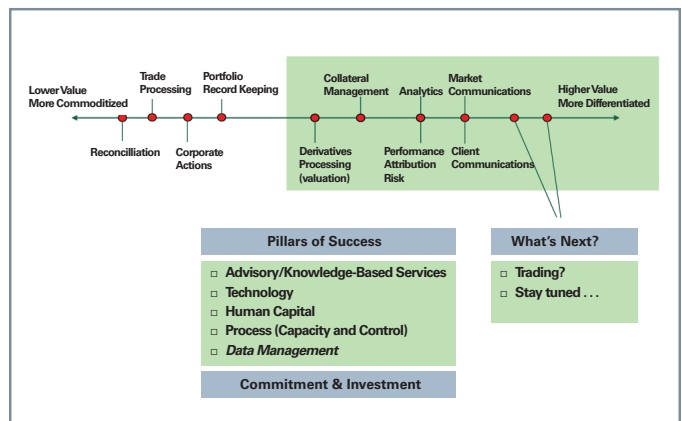 Lower Value
More Commoditized
Trade
Processing
Portfolio
Record Keeping
Collateral
Management
Analytics
Market
Communications
Higher Value
More Differentiated
Reconcilliation
Corporate
Actions
Derivatives
Processing
(valuation)
Performance
Attribution
Risk
Client
Communications
Pillars of Success
□ Advisory/Knowledge-Based Services
□ Technology
□ Human Capital
□ Process (Capacity and Control)
□ Data Management
Commitment & Investment
What's Next?
□ Trading?
□ Stay tuned . . .